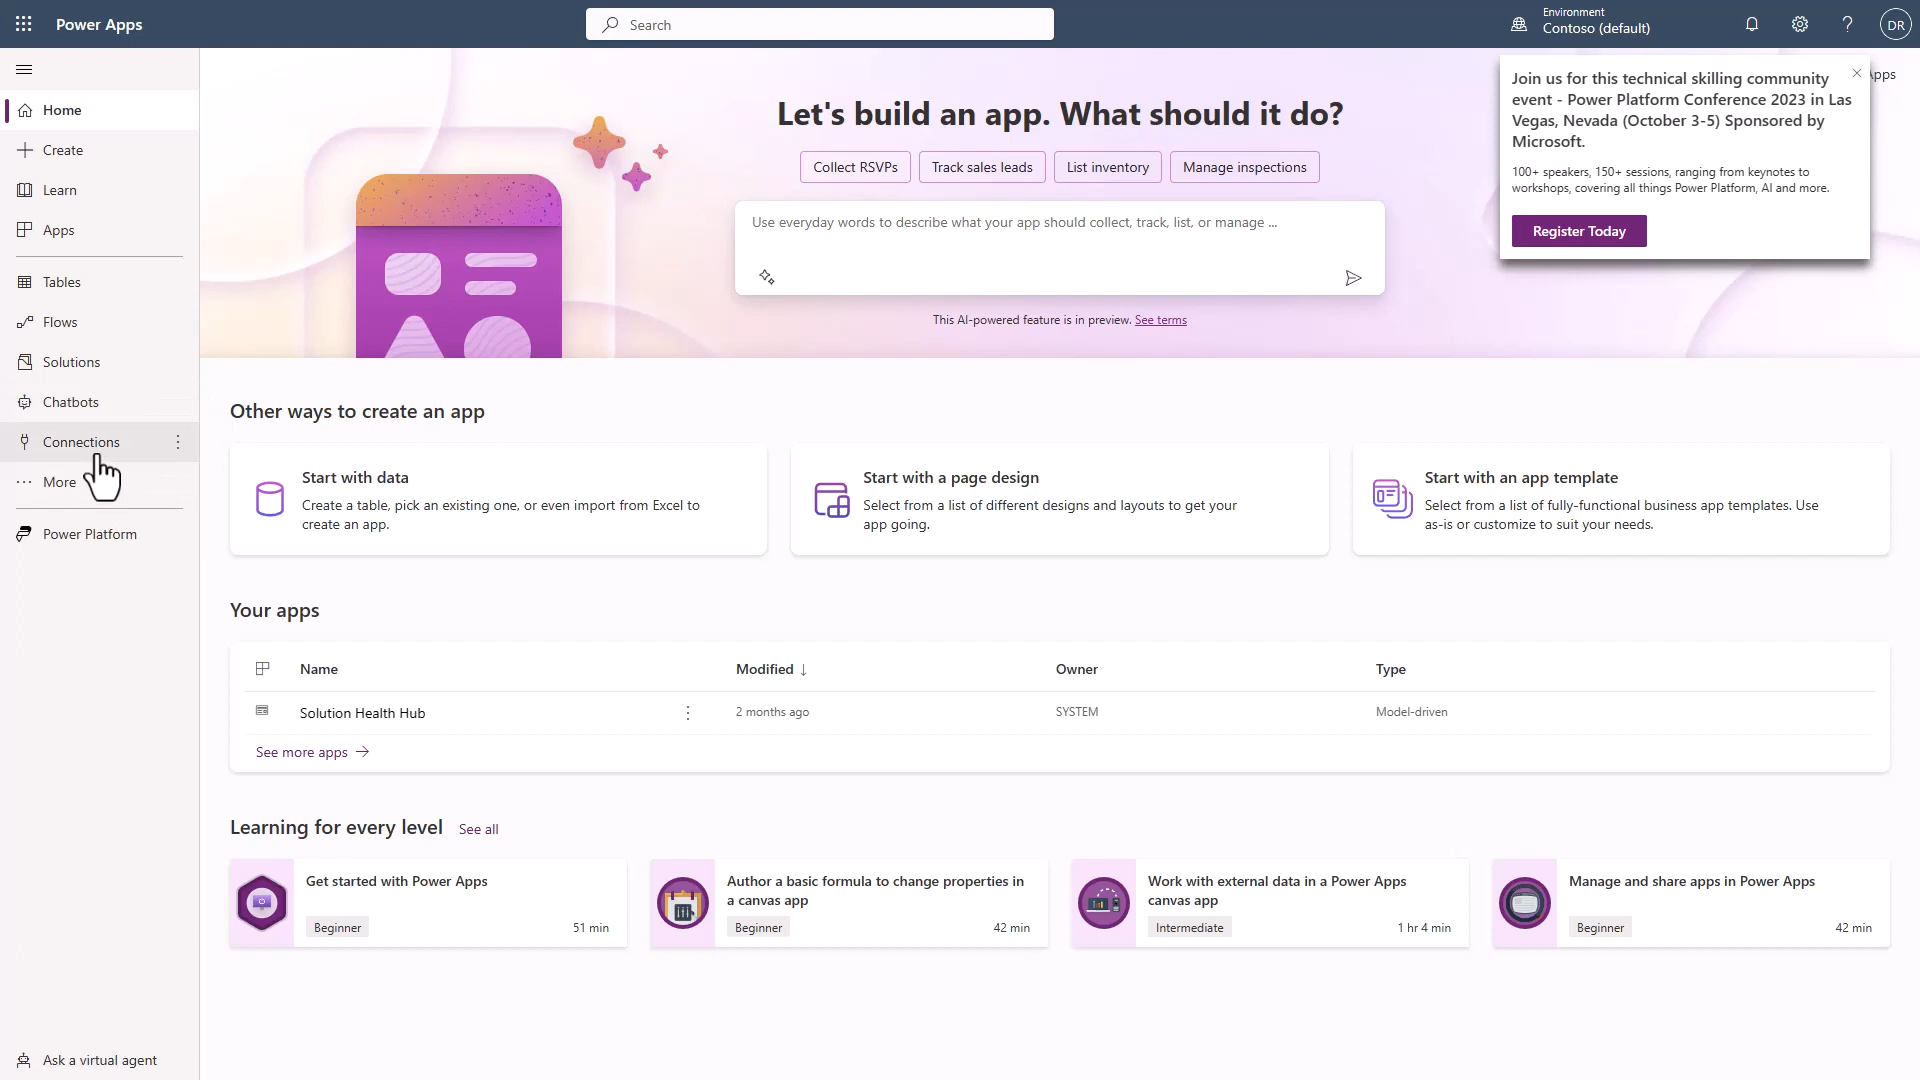 Power Apps
Search
Environment
Contoso (default)
DR
Home
Create
Learn
Apps
Tables
Flows
Solutions
Chatbots
Connections
More
Power Platform
Ask a virtual agent
Let's build an app. What should it do?
Collect RSVPs
Track sales leads
List inventory
Manage inspections
Use everyday words to describe what your app should collect, track, list, or manage ...
This AI-powered feature is in preview. See terms
Apps
Join us for this technical skilling community
event - Power Platform Conference 2023 in Las
Vegas, Nevada (October 3-5) Sponsored by
Microsoft.
100+ speakers, 150+ sessions, ranging from keynotes to
workshops, covering all things Power Platform, AI and more.
Register Today
Other ways to create an app
Start with data
Create a table, pick an existing one, or even import from Excel to
create an app.
Start with a page design
Select from a list of different designs and layouts to get your
app going.
Start with an app template
Select from a list of fully-functional business app templates. Use
as-is or customize to suit your needs.
Your apps
Name
Modified ↓
Owner
Type
Solution Health Hub
2 months ago
SYSTEM
Model-driven
See more apps →
Learning for every level
See all
Get started with Power Apps
Beginner
51 min
Author a basic formula to change properties in
a canvas app
Beginner
42 min
Work with external data in a Power Apps
canvas app
Intermediate
1 hr 4 min
Manage and share apps in Power Apps
Beginner
42 min